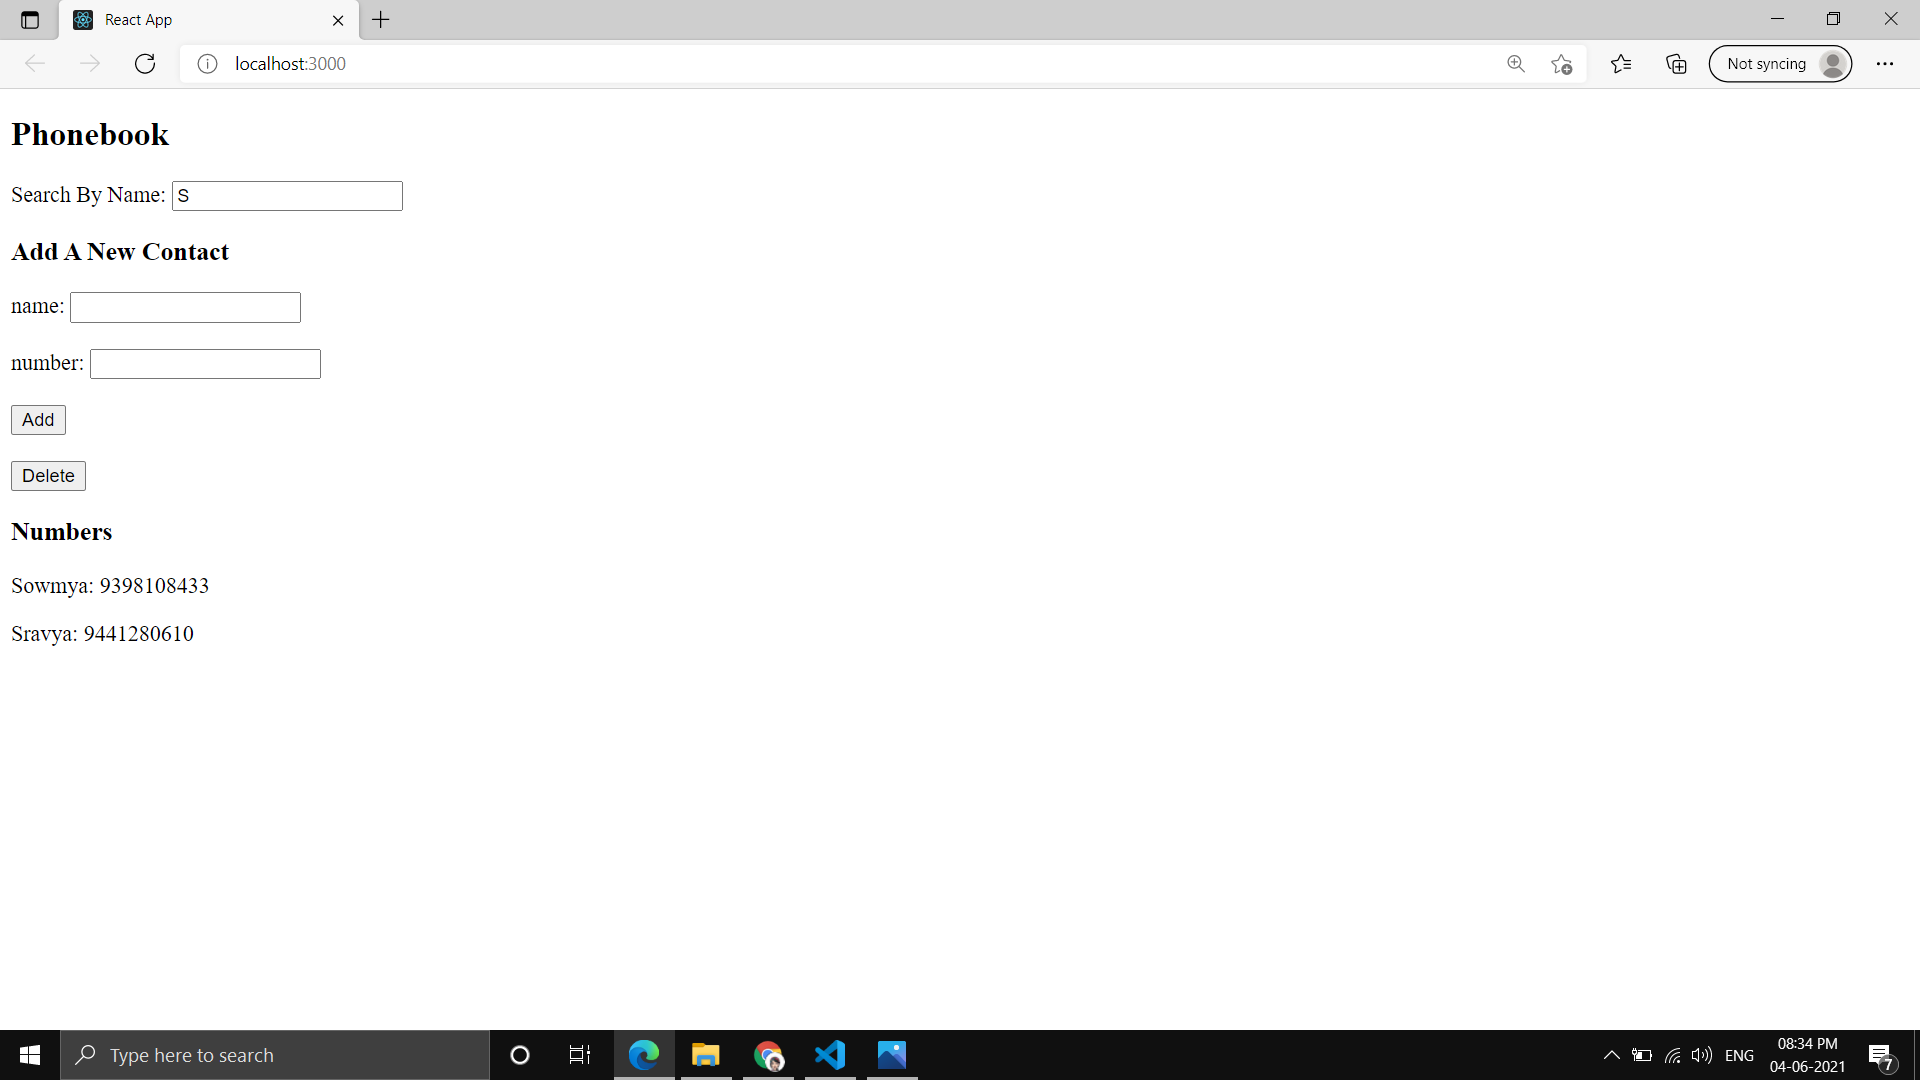 React App
localhost:3000
Not syncing
Phonebook
Search By Name: S
Add A New Contact
name:
number:
Add
Delete
Numbers
Sowmya: 9398108433
Sravya: 9441280610
Type here to search
ENG
08:34 PM
04-06-2021
7